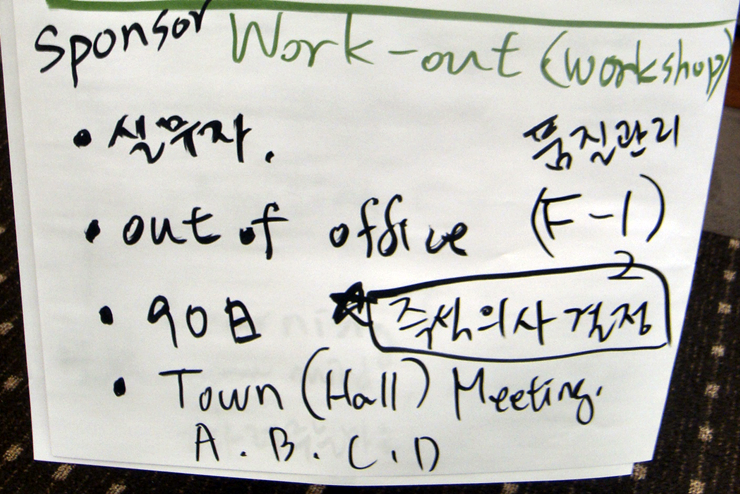 Sponsor Work-out (workshop)
• 실무자. 품질관리
• out of office (F-1)
2
• 90日 ★ 즉석의사결정
• Town (Hall) Meeting.
A. B. C. D